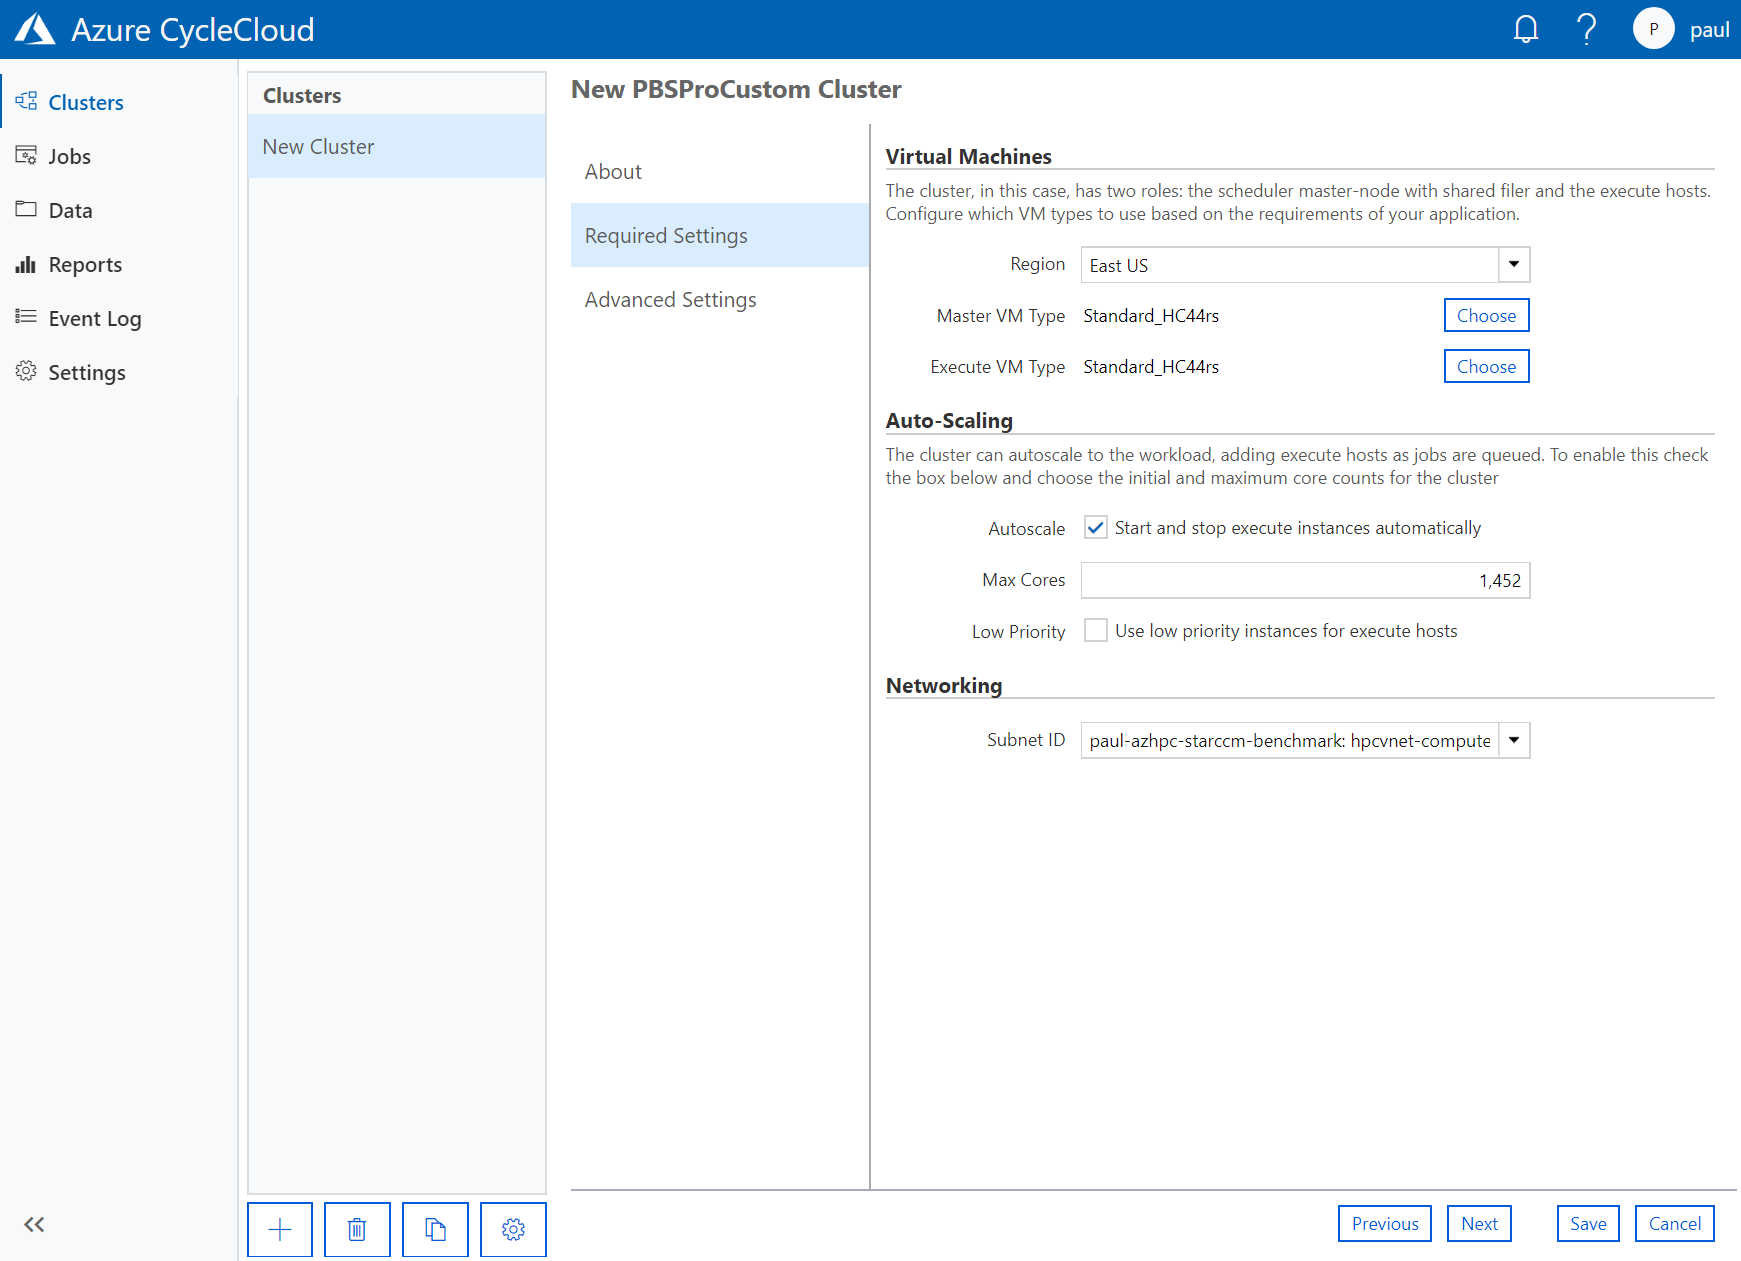 Azure CycleCloud
P
paul
Clusters
Jobs
Data
Reports
Event Log
Settings
Clusters
New Cluster
New PBSProCustom Cluster
About
Required Settings
Advanced Settings
Virtual Machines
The cluster, in this case, has two roles: the scheduler master-node with shared filer and the execute hosts.
Configure which VM types to use based on the requirements of your application.
Region
East US
Master VM Type
Standard_HC44rs
Choose
Execute VM Type
Standard_HC44rs
Choose
Auto-Scaling
The cluster can autoscale to the workload, adding execute hosts as jobs are queued. To enable this check
the box below and choose the initial and maximum core counts for the cluster
Autoscale
Start and stop execute instances automatically
Max Cores
1,452
Low Priority
Use low priority instances for execute hosts
Networking
Subnet ID
paul-azhpc-starccm-benchmark: hpcvnet-compute
Previous
Next
Save
Cancel